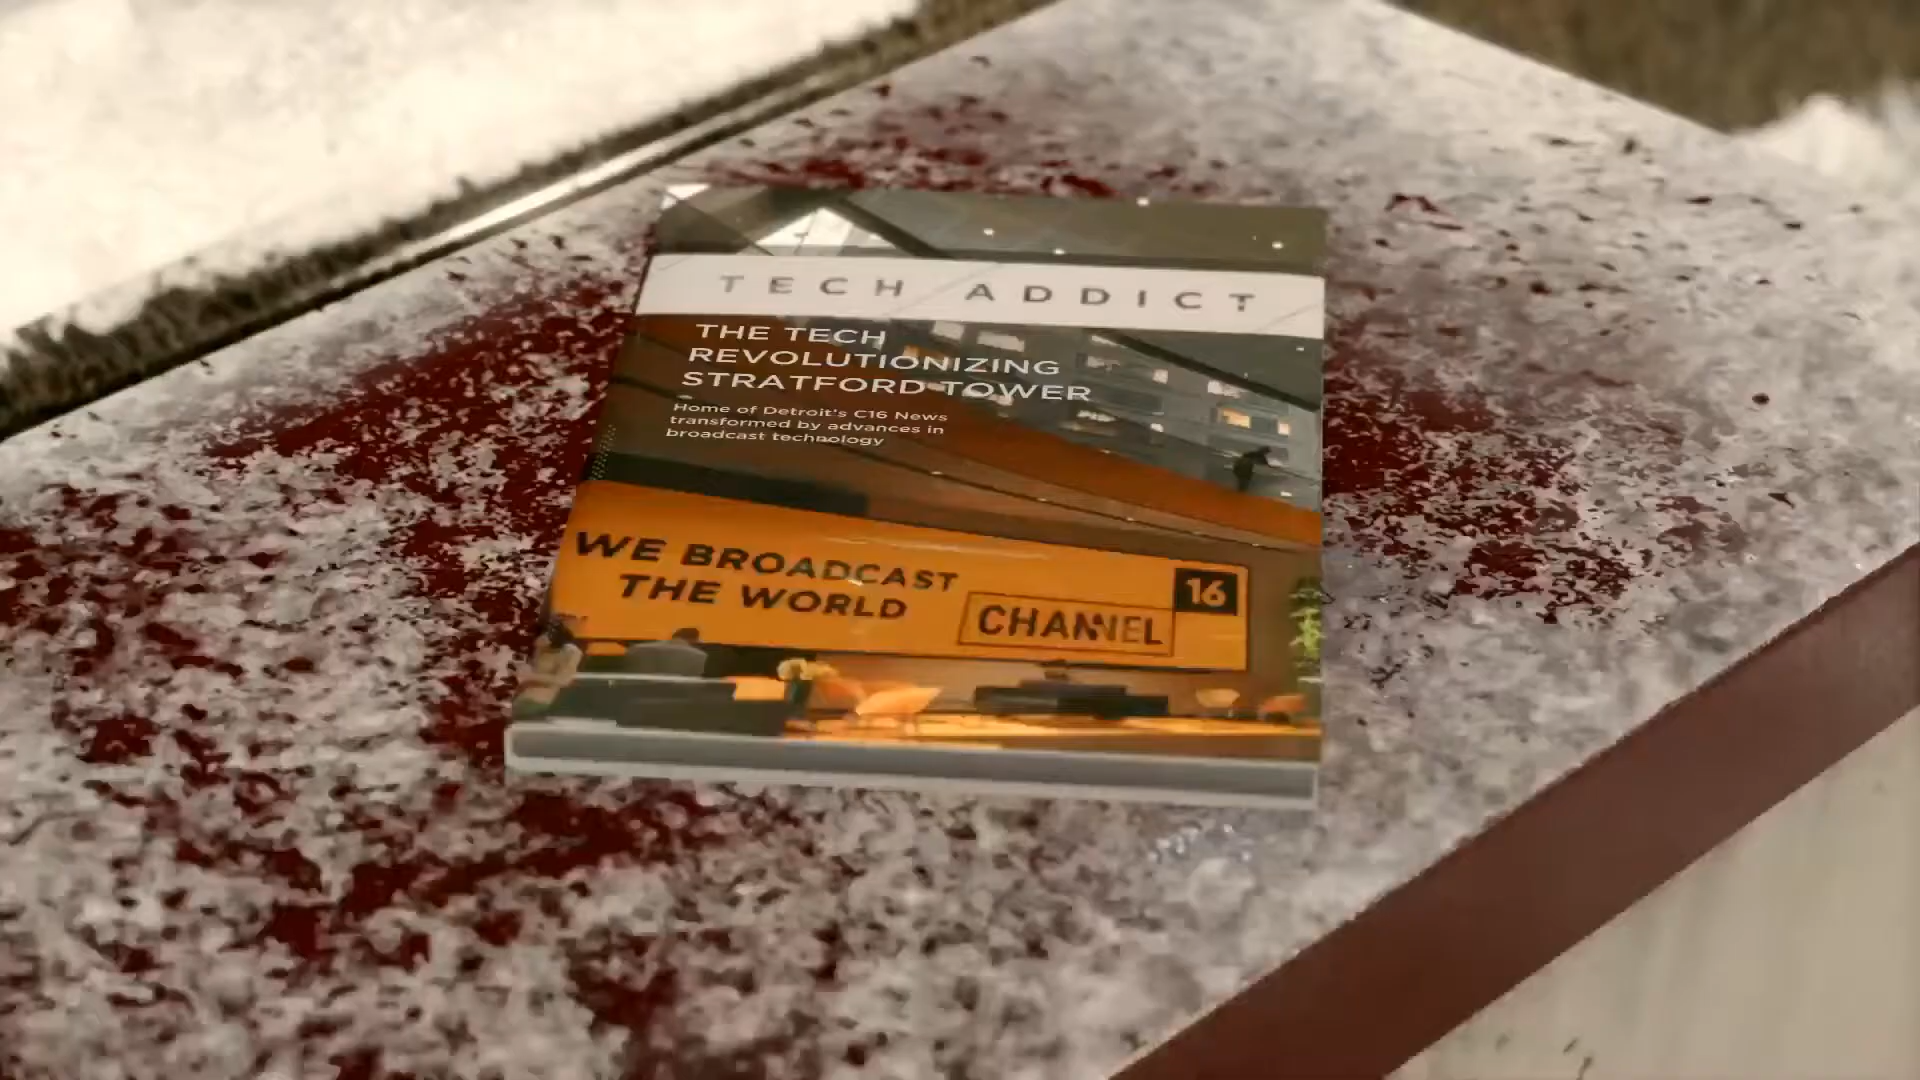 TECH ADDICT
THE TECH
REVOLUTIONIZING
STRATFORD TOWER
Home of Detroit's C16 News
transformed by advances in
broadcast technology
WE BROADCAST
THE WORLD
CHANNEL
16